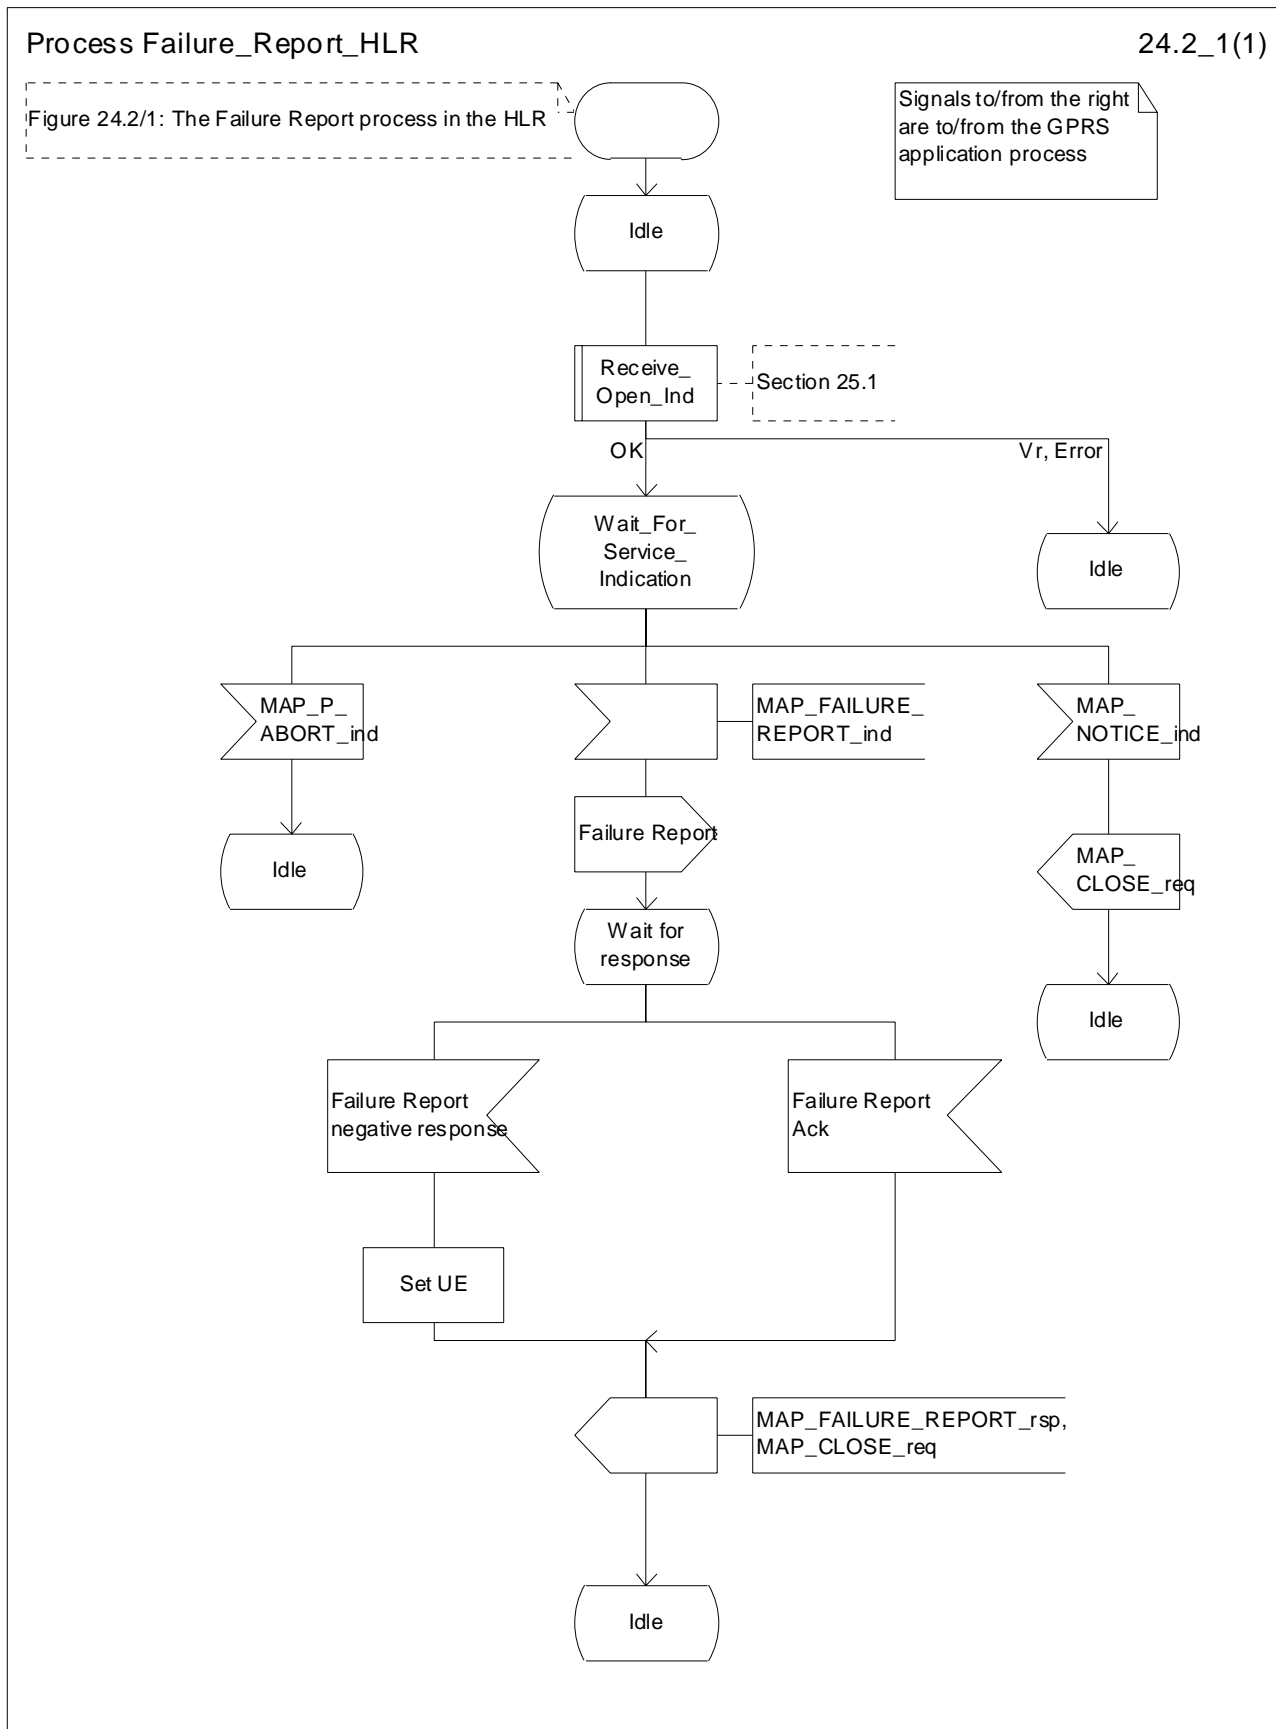 Process Failure_Report_HLR
24.2_1(1)
Figure 24.2/1: The Failure Report process in the HLR
Signals to/from the right
are to/from the GPRS
application process
Idle
Receive_
Open_Ind
Section 25.1
OK
Vr, Error
Wait_For_
Service_
Indication
Idle
MAP_P_
ABORT_ind
MAP_FAILURE_
REPORT_ind
MAP_
NOTICE_ind
Failure Report
Idle
MAP_
CLOSE_req
Wait for
response
Idle
Failure Report
negative response
Failure Report
Ack
Set UE
MAP_FAILURE_REPORT_rsp,
MAP_CLOSE_req
Idle